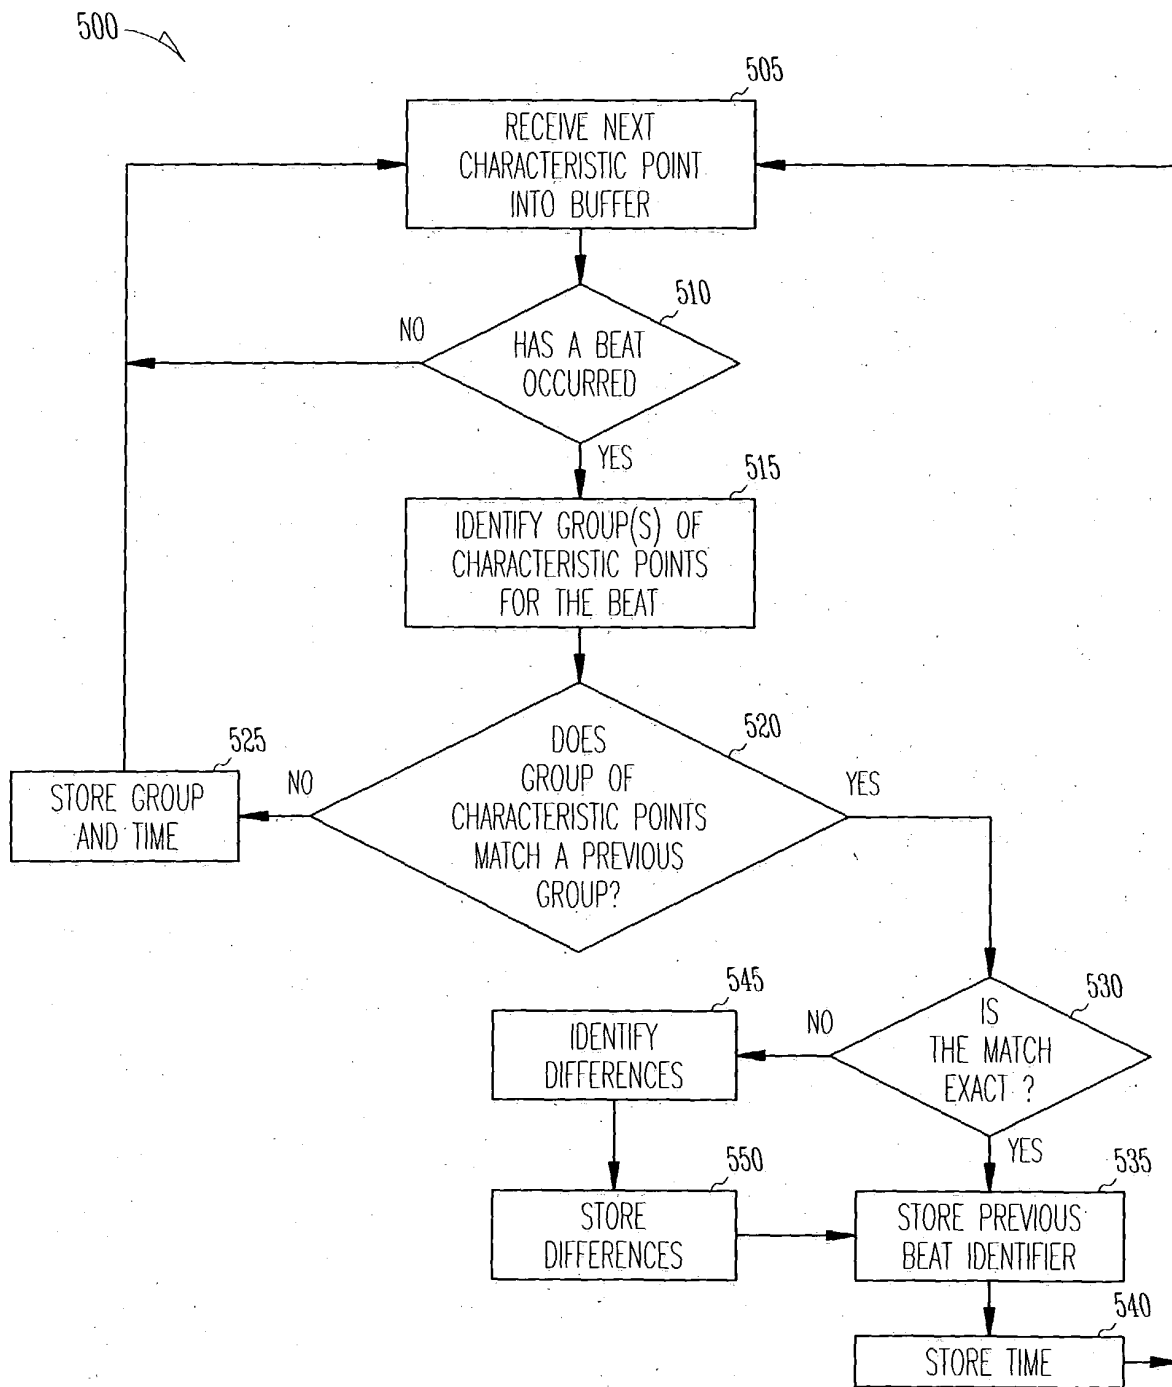 500
505
RECEIVE NEXT
CHARACTERISTIC POINT
INTO BUFFER
510
NO
HAS A BEAT
OCCURRED
YES
515
IDENTIFY GROUP(S) OF
CHARACTERISTIC POINTS
FOR THE BEAT
520
DOES
GROUP OF
CHARACTERISTIC POINTS
MATCH A PREVIOUS
GROUP?
525
NO
YES
STORE GROUP
AND TIME
530
IS
THE MATCH
EXACT ?
545
NO
IDENTIFY
DIFFERENCES
YES
550
535
STORE
DIFFERENCES
STORE PREVIOUS
BEAT IDENTIFIER
540
STORE TIME